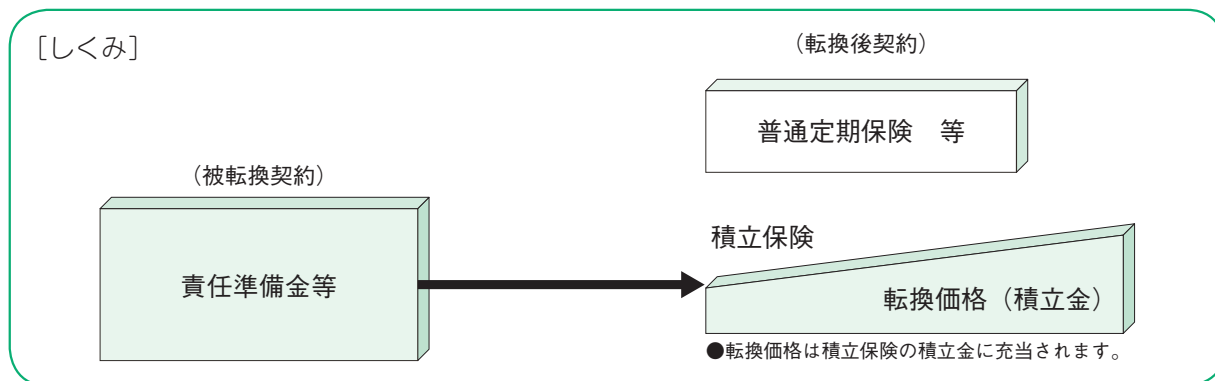 ［しくみ］
（転換後契約）
普通定期保険　等
（被転換契約）
責任準備金等
積立保険
転換価格（積立金）
●転換価格は積立保険の積立金に充当されます。